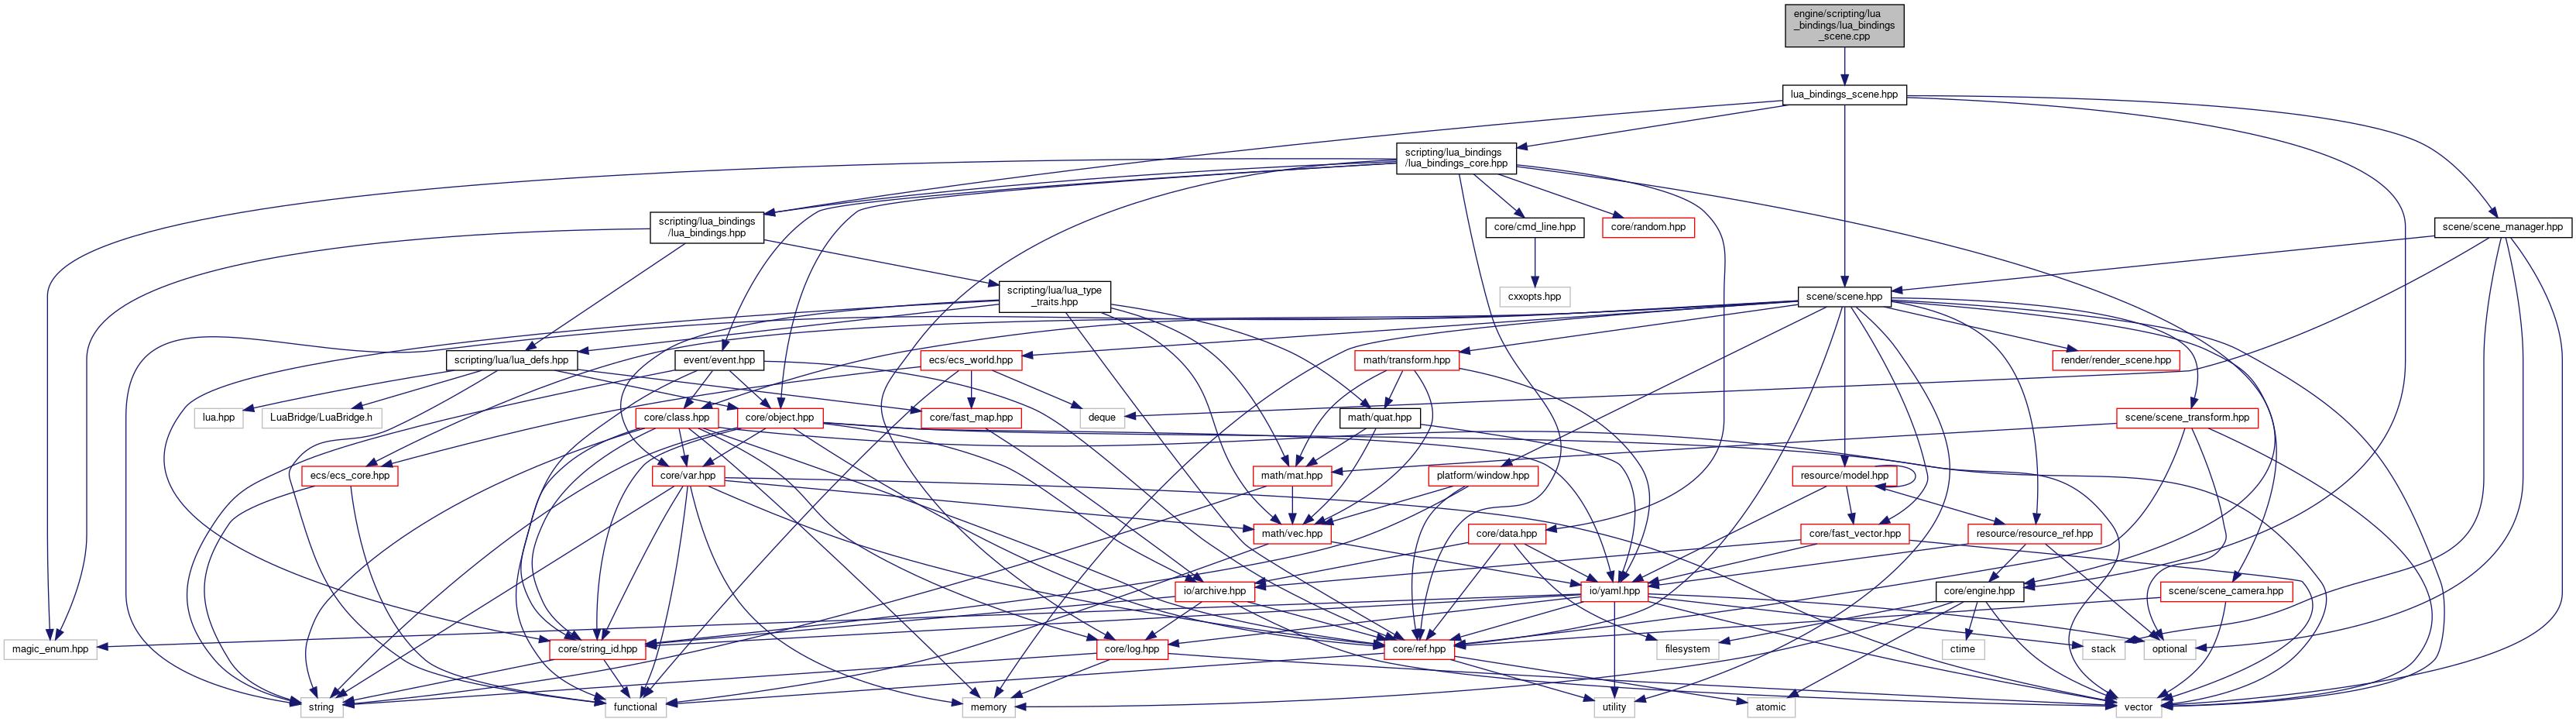 engine/scripting/lua
_bindings/lua_bindings
_scene.cpp
lua_bindings_scene.hpp
scripting/lua_bindings
/lua_bindings_core.hpp
scripting/lua_bindings
/lua_bindings.hpp
core/cmd_line.hpp
core/random.hpp
scene/scene_manager.hpp
scripting/lua/lua_type
_traits.hpp
cxxopts.hpp
scene/scene.hpp
scripting/lua/lua_defs.hpp
event/event.hpp
ecs/ecs_world.hpp
math/transform.hpp
render/render_scene.hpp
lua.hpp
LuaBridge/LuaBridge.h
core/class.hpp
core/object.hpp
core/fast_map.hpp
deque
math/quat.hpp
scene/scene_transform.hpp
ecs/ecs_core.hpp
core/var.hpp
math/mat.hpp
platform/window.hpp
resource/model.hpp
math/vec.hpp
core/data.hpp
core/fast_vector.hpp
resource/resource_ref.hpp
io/archive.hpp
io/yaml.hpp
core/engine.hpp
scene/scene_camera.hpp
magic_enum.hpp
core/string_id.hpp
core/log.hpp
core/ref.hpp
filesystem
ctime
stack
optional
string
functional
memory
utility
atomic
vector